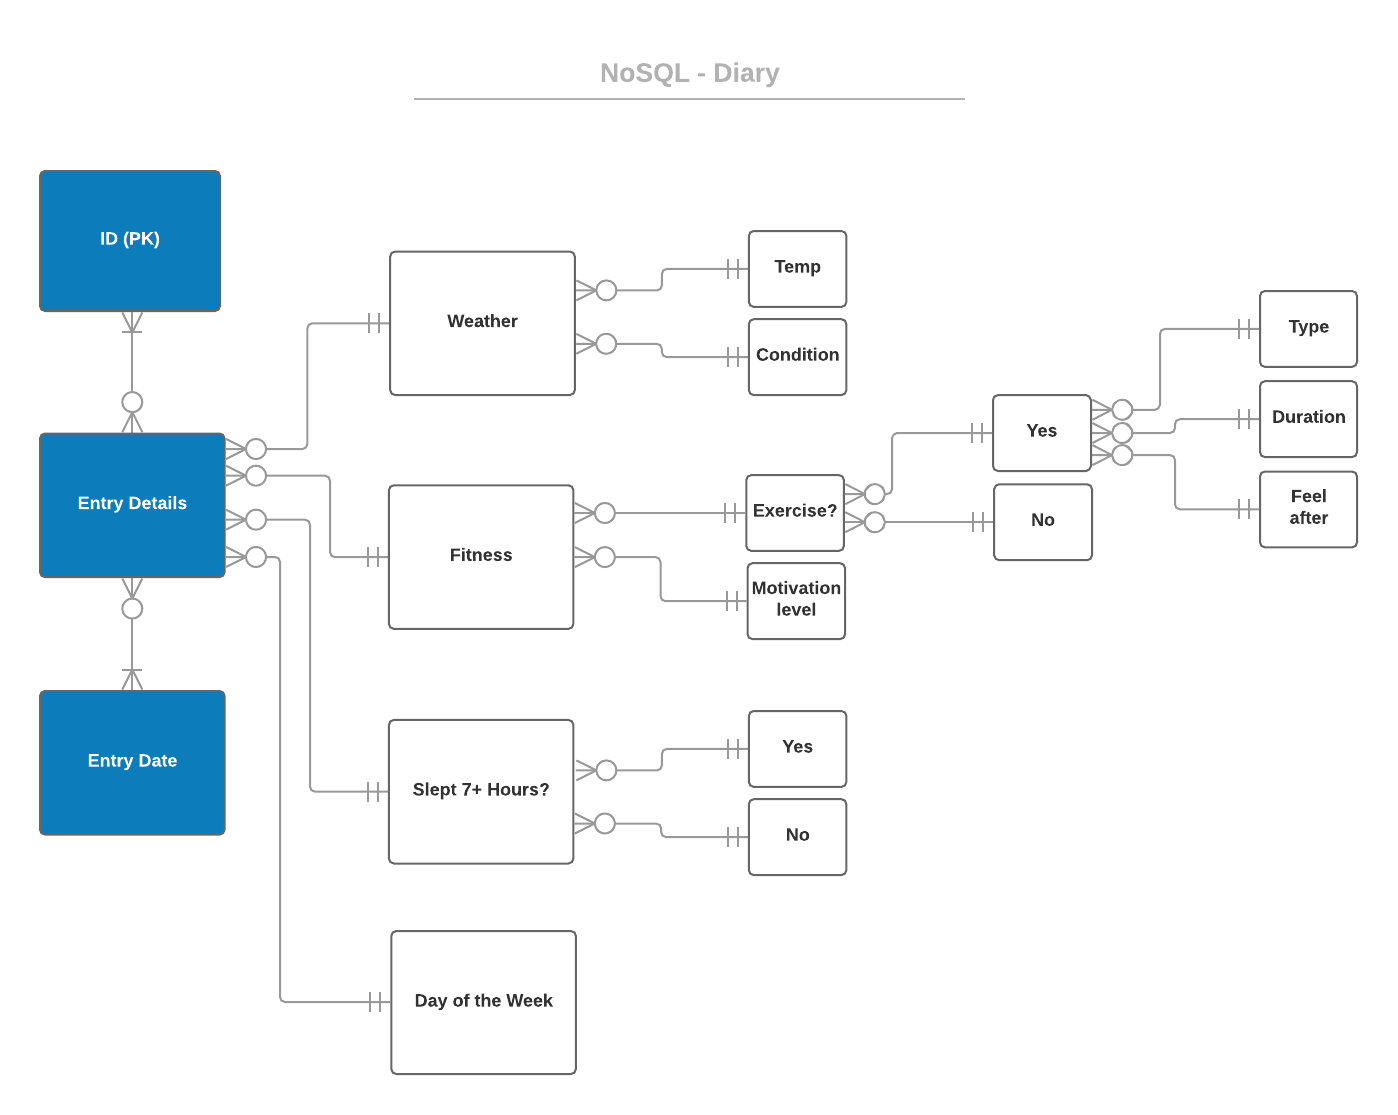 NoSQL - Diary
ID (PK)
Entry Details
Entry Date
Weather
Temp
Condition
Fitness
Exercise?
Motivation
level
Yes
No
Type
Duration
Feel
after
Slept 7+ Hours?
Yes
No
Day of the Week